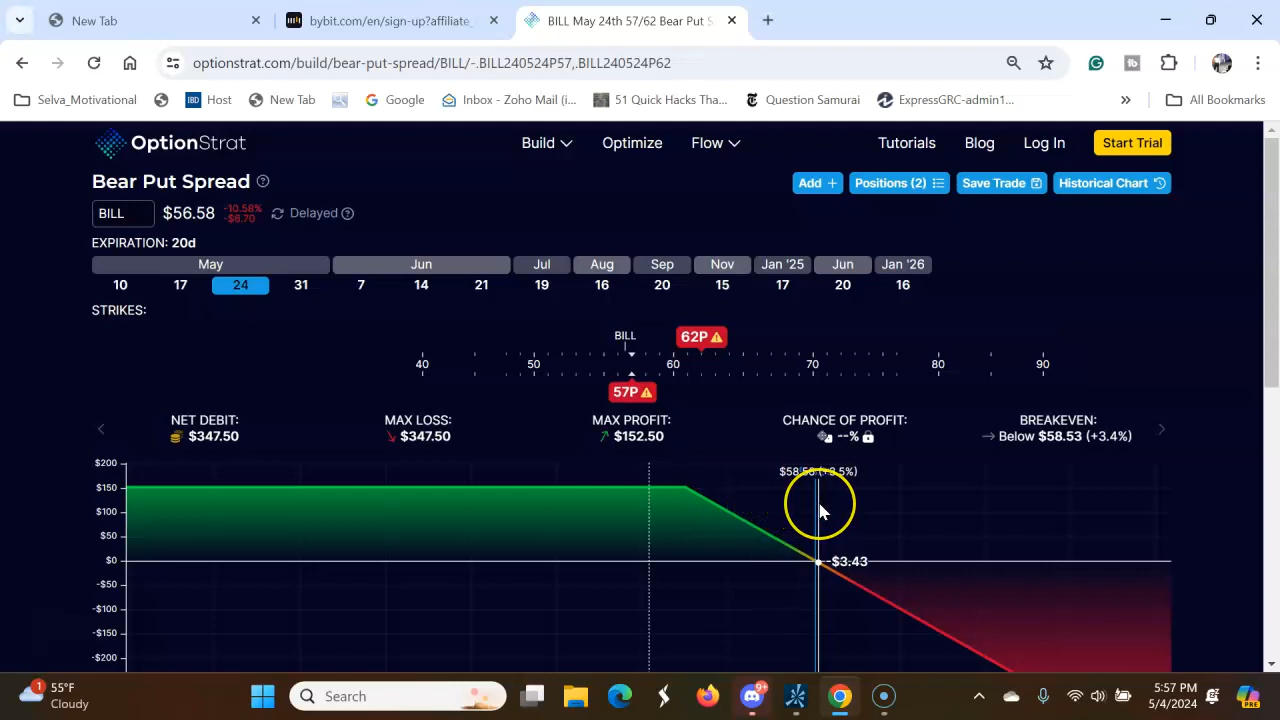 New Tab
bybit.com/en/sign-up?affiliate_
BILL May 24th 57/62 Bear Put S
optionstrat.com/build/bear-put-spread/BILL/-.BILL240524P57,.BILL240524P62
Selva_Motivational
IBD Host
New Tab
G Google
Inbox - Zoho Mail (i...
51 Quick Hacks Tha...
Question Samurai
ExpressGRC-admin1...
All Bookmarks
OptionStrat
Build
Optimize
Flow
Tutorials
Blog
Log In
Start Trial
Bear Put Spread
Add +
Positions (2)
Save Trade
Historical Chart
BILL
$56.58
-10.58%
-$6.70
Delayed
EXPIRATION: 20d
May Jun Jul Aug Sep Nov Jan '25 Jun Jan '26
10 17 24 31 7 14 21 19 16 20 15 17 20 16
STRIKES:
BILL
62P
40 50 60 70 80 90
57P
NET DEBIT: MAX LOSS: MAX PROFIT: CHANCE OF PROFIT: BREAKEVEN:
$347.50 $347.50 $152.50 --% Below $58.53 (+3.4%)
$200
$150
$100
$50
$0
-$50
-$100
-$150
-$200
-$3.43
1
55°F
Cloudy
Search
9+
5:57 PM
5/4/2024
PRE